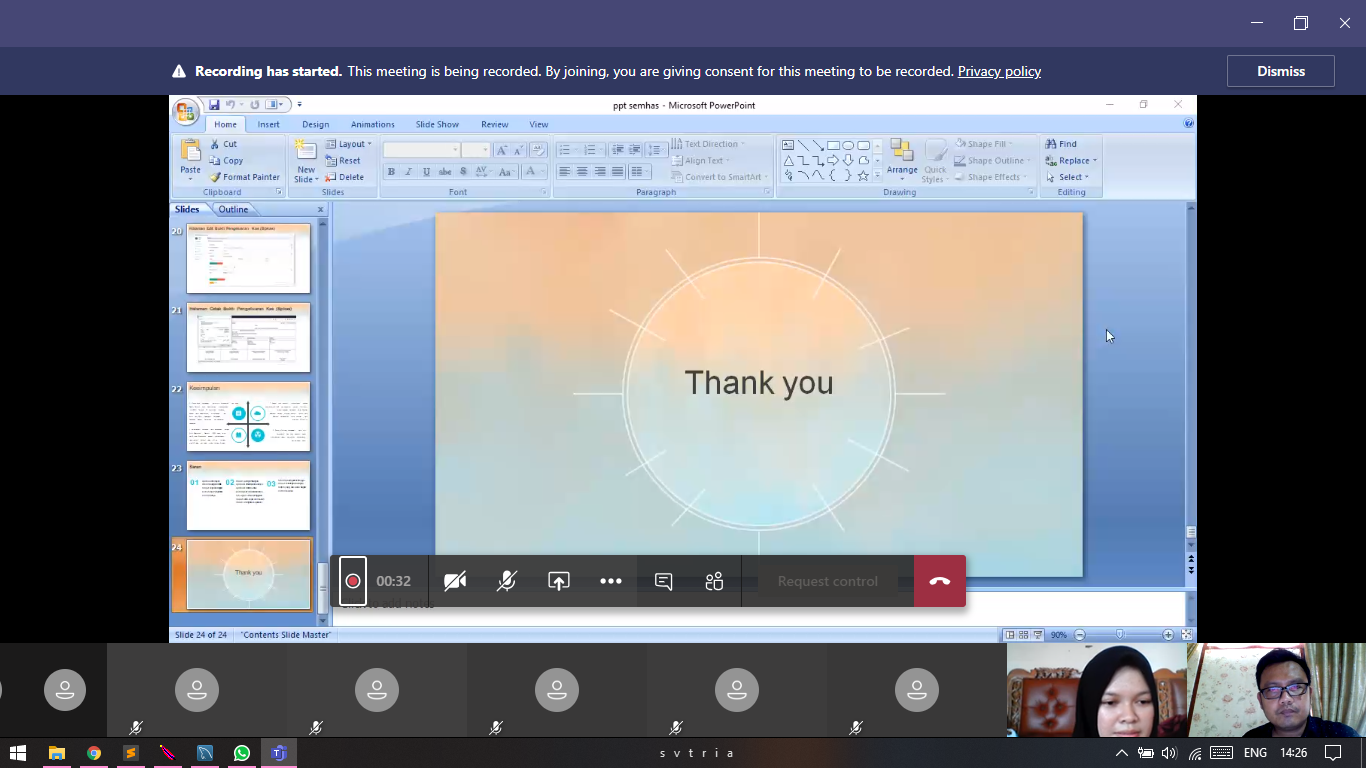 Recording has started. This meeting is being recorded. By joining, you are giving consent for this meeting to be recorded. Privacy policy
Dismiss
ppt semhas - Microsoft PowerPoint
Home Insert Design Animations Slide Show Review View
Paste
Cut
Copy
Format Painter
Clipboard
New Slide
Layout
Reset
Delete
Slides
Font
Text Direction
Align Text
Convert to SmartArt
Paragraph
Arrange
Quick Styles
Shape Fill
Shape Outline
Shape Effects
Drawing
Find
Replace
Select
Editing
Slides Outline
20
21
22
Kesimpulan
23
Saran
01 02 03
24
Thank you
Thank you
00:32
Request control
Click to add notes
Slide 24 of 24 "Contents Slide Master"
90%
s v t r i a
ENG 14:26